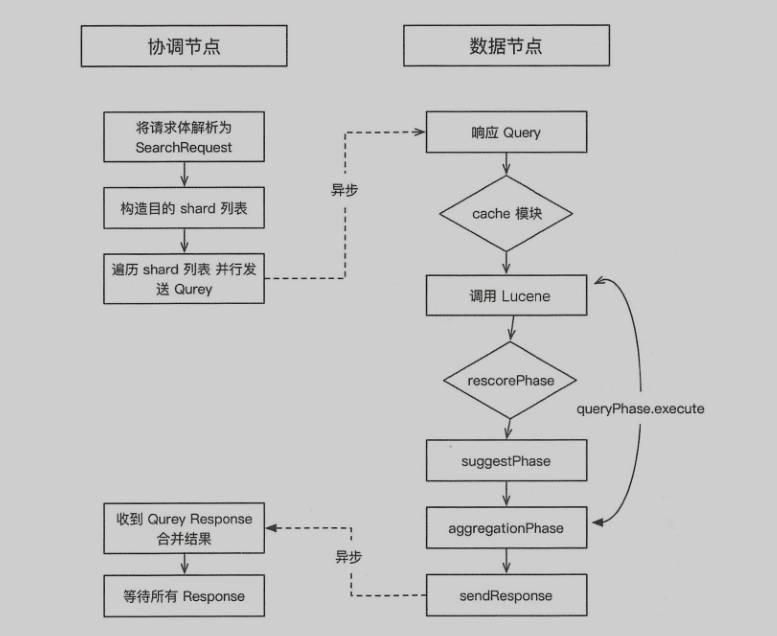 协调节点
数据节点
将请求体解析为
SearchRequest
构造目的 shard 列表
遍历 shard 列表 并行发
送 Qurey
异步
响应 Query
cache 模块
调用 Lucene
rescorePhase
queryPhase.execute
suggestPhase
aggregationPhase
sendResponse
异步
收到 Qurey Response
合并结果
等待所有 Response